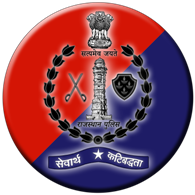 सत्यमेव जयते
राजस्थान पुलिस
सेवार्थ ★ कटिबद्धता